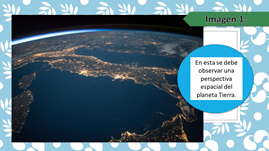 Imagen 1.
En esta se debe
observar una
perspectiva
espacial del
planeta Tierra.